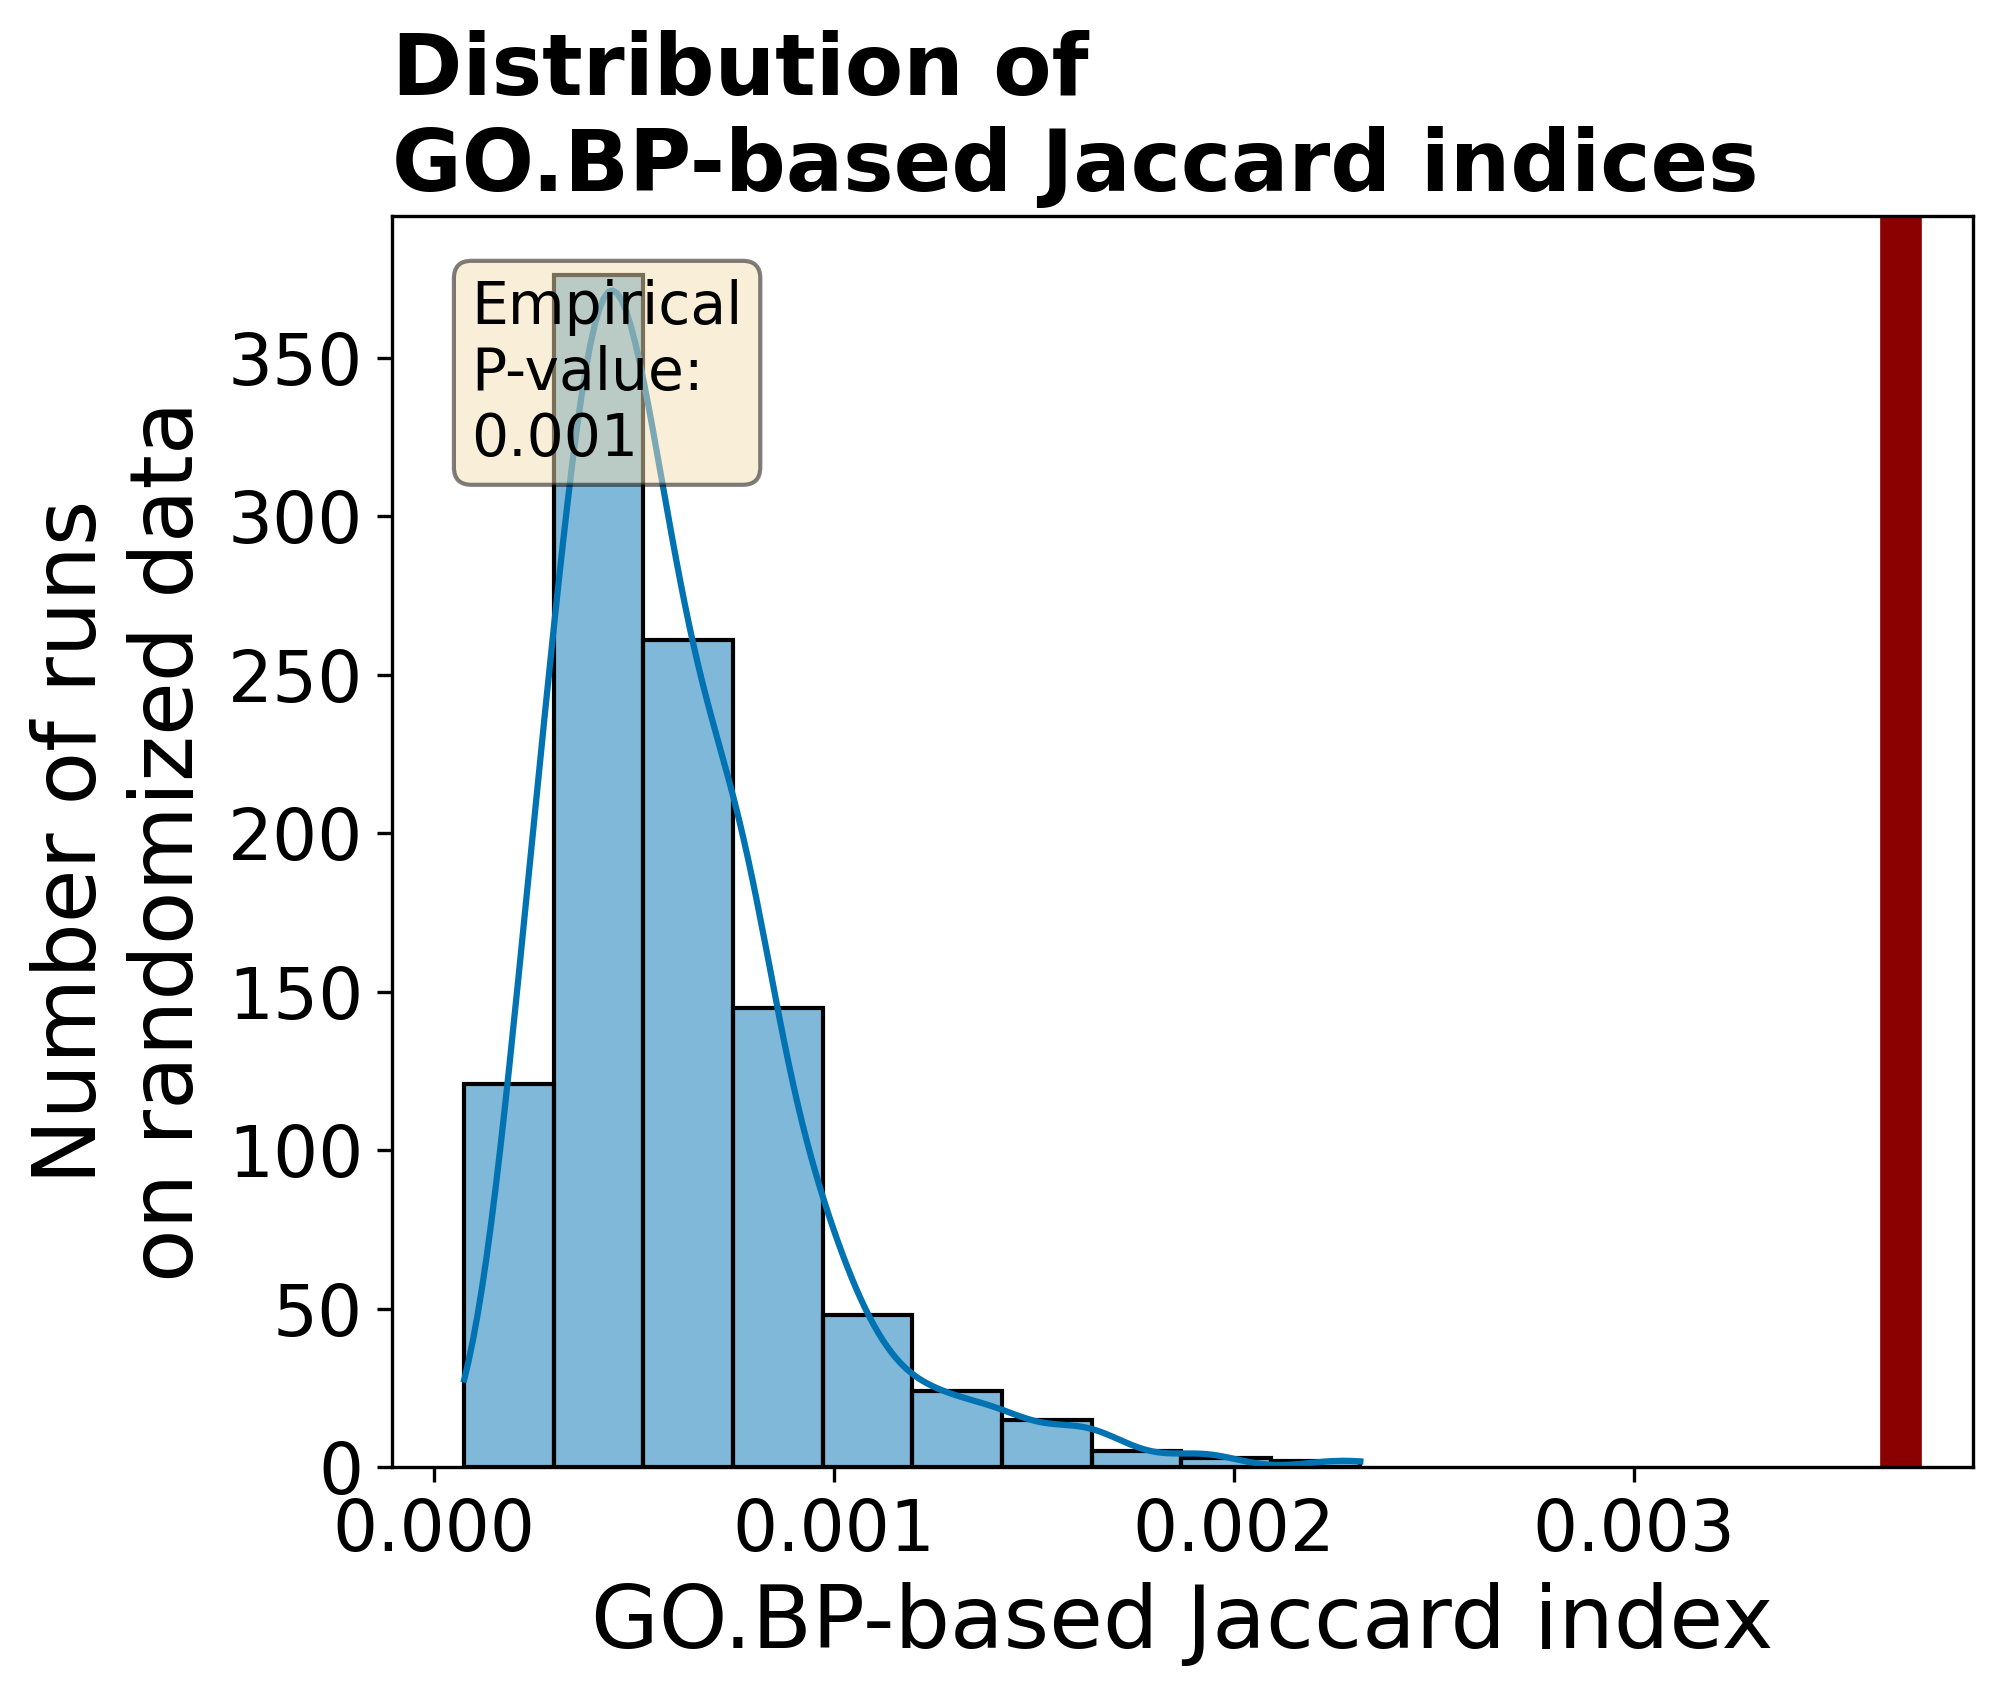 Distribution of
GO.BP-based Jaccard indices
Empirical
P-value:
0.001
Number of runs
on randomized data
350
300
250
200
150
100
50
0
0.000
0.001
0.002
0.003
GO.BP-based Jaccard index